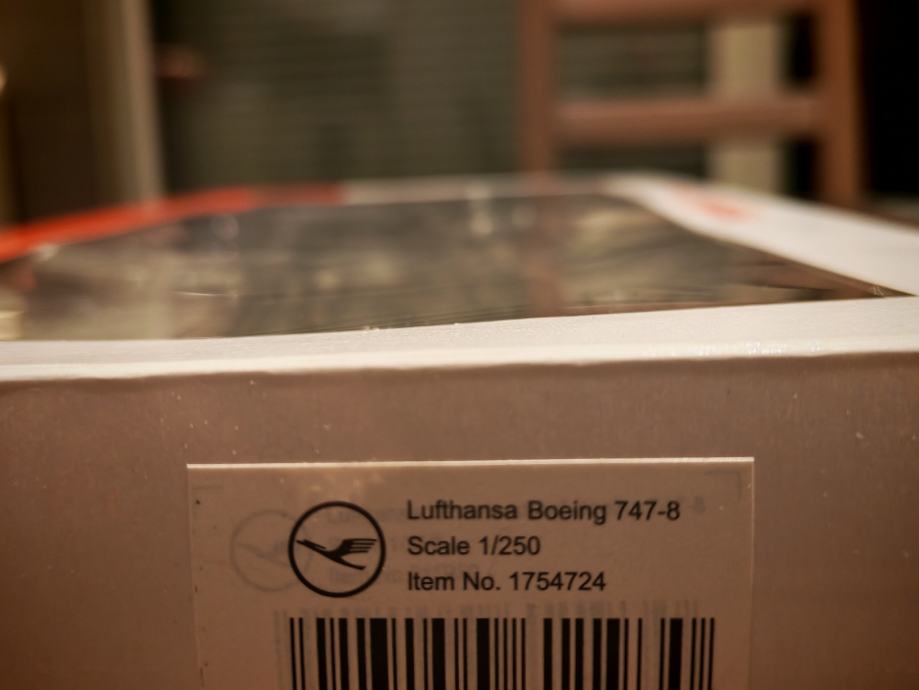 Lufthansa Boeing 747-8
Scale 1/250
Item No. 1754724